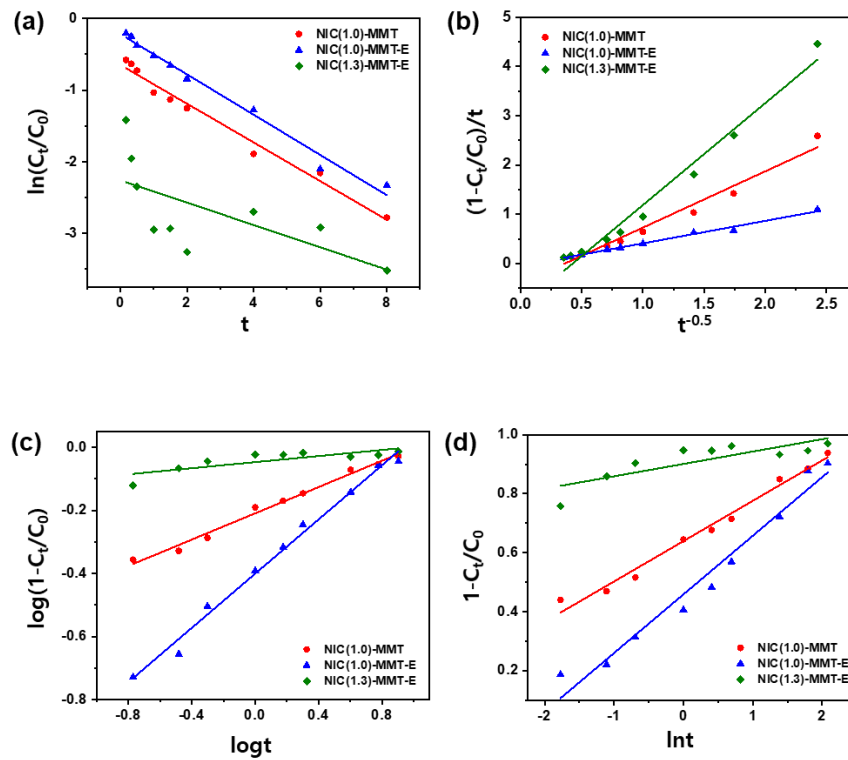 (a)
NIC(1.0)-MMT
NIC(1.0)-MMT-E
NIC(1.3)-MMT-E
0
-1
-2
-3
0 2 4 6 8
ln(Ct/C0)
t
(b)
NIC(1.0)-MMT
NIC(1.0)-MMT-E
NIC(1.3)-MMT-E
5
4
3
2
1
0
0.0 0.5 1.0 1.5 2.0 2.5
(1-Ct/C0)/t
t-0.5
(c)
0.0
-0.2
-0.4
-0.6
-0.8
NIC(1.0)-MMT
NIC(1.0)-MMT-E
NIC(1.3)-MMT-E
-0.8 -0.4 0.0 0.4 0.8
log(1-Ct/C0)
logt
(d)
1.0
0.8
0.6
0.4
0.2
NIC(1.0)-MMT
NIC(1.0)-MMT-E
NIC(1.3)-MMT-E
-2 -1 0 1 2
1-Ct/C0
lnt